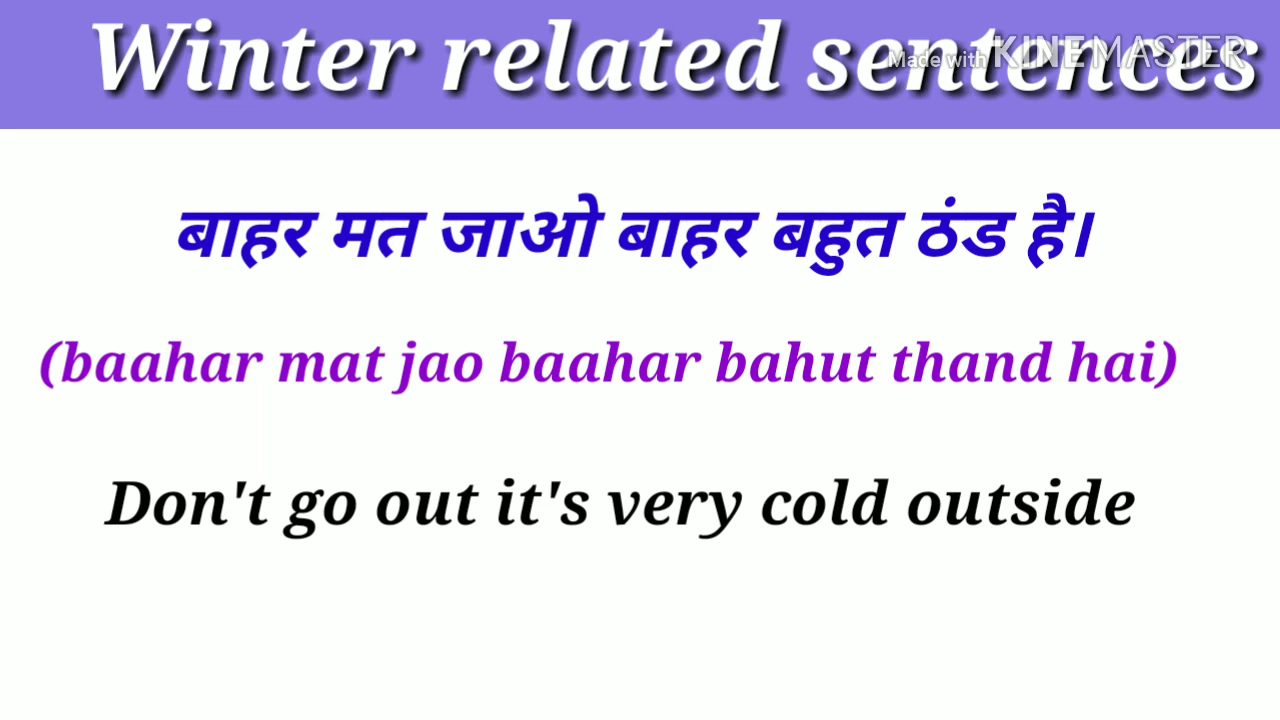 Winter related sentences
Made with KINEMASTER
बाहर मत जाओ बाहर बहुत ठंड है।
(baahar mat jao baahar bahut thand hai)
Don't go out it's very cold outside